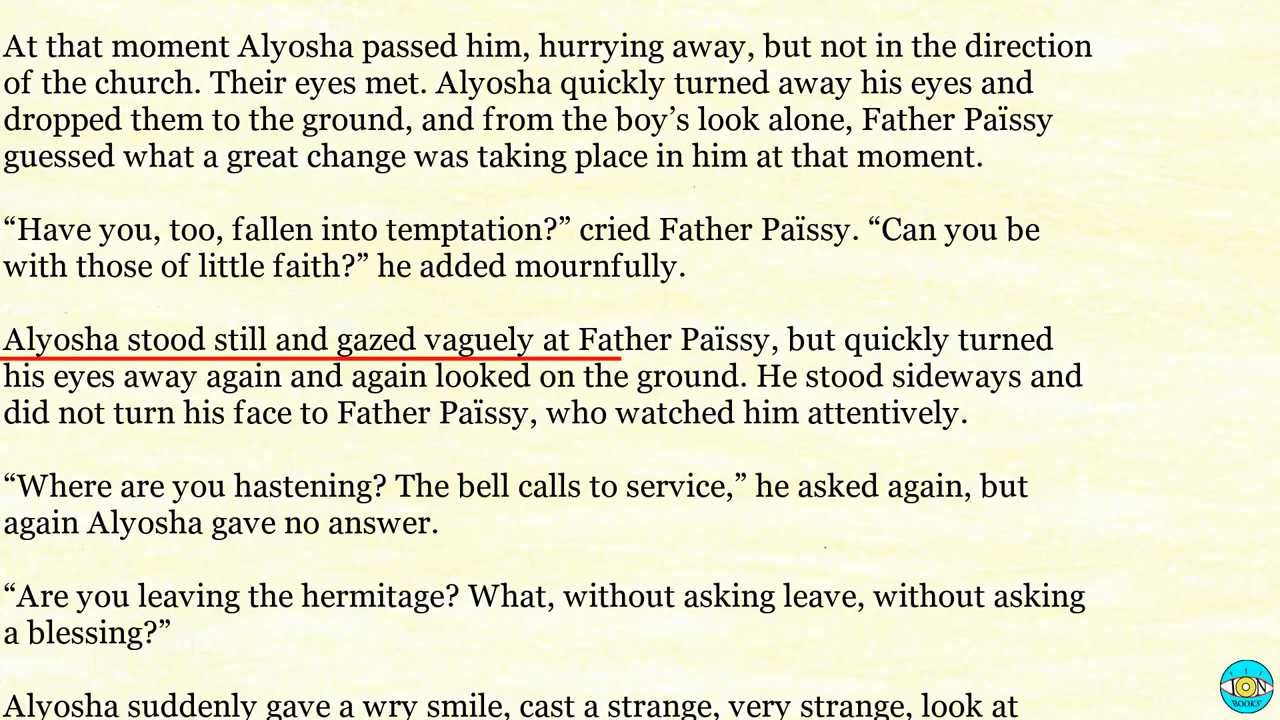 At that moment Alyosha passed him, hurrying away, but not in the direction
of the church. Their eyes met. Alyosha quickly turned away his eyes and
dropped them to the ground, and from the boy’s look alone, Father Païssy
guessed what a great change was taking place in him at that moment.
“Have you, too, fallen into temptation?” cried Father Païssy. “Can you be
with those of little faith?” he added mournfully.
Alyosha stood still and gazed vaguely at Father Païssy, but quickly turned
his eyes away again and again looked on the ground. He stood sideways and
did not turn his face to Father Païssy, who watched him attentively.
“Where are you hastening? The bell calls to service,” he asked again, but
again Alyosha gave no answer.
“Are you leaving the hermitage? What, without asking leave, without asking
a blessing?”
Alyosha suddenly gave a wry smile, cast a strange, very strange, look at
ION
BOOKS